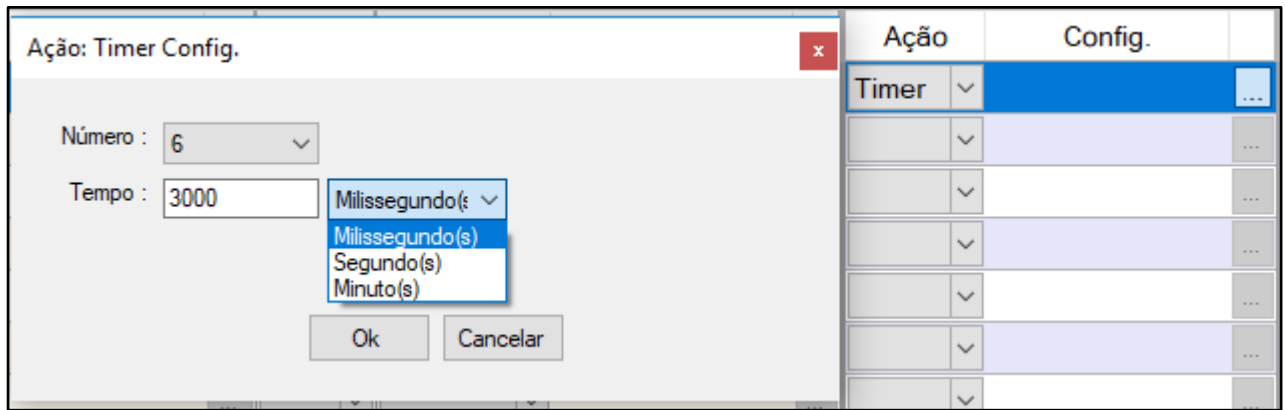 Ação: Timer Config.
x
Número :
6
Tempo :
3000
Milissegundo(s
Milissegundo(s)
Segundo(s)
Minuto(s)
Ok
Cancelar
Ação
Config.
Timer
...
...
...
...
...
...
...